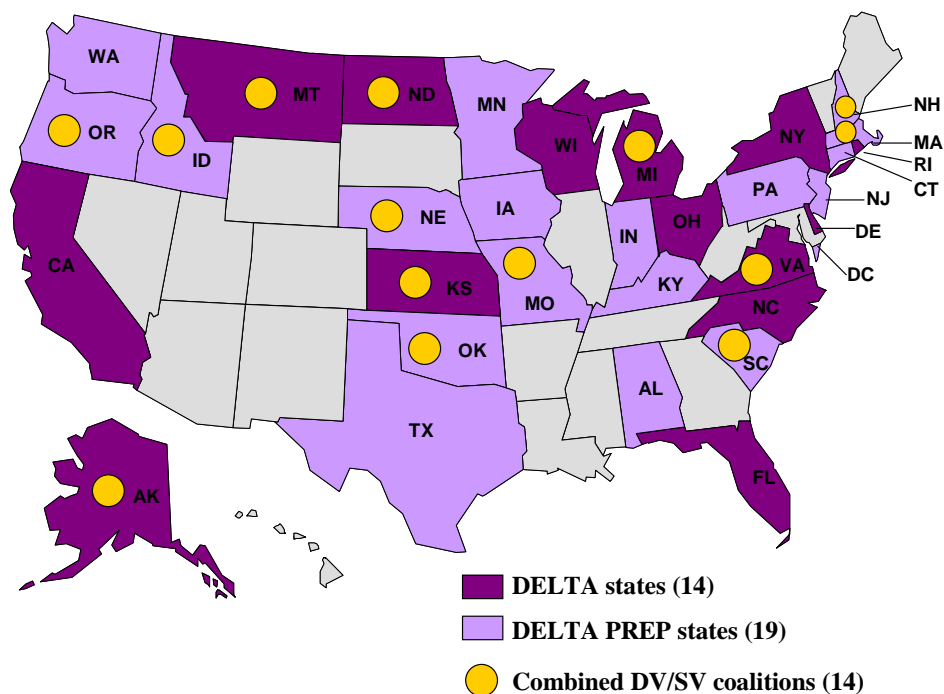 WA
MT
ND
MN
OR
ID
WI
MI
NY
NH
MA
RI
CT
NE
IA
PA
NJ
IN
OH
DE
CA
KS
MO
KY
VA
DC
NC
OK
SC
AL
TX
FL
AK
DELTA states (14)
DELTA PREP states (19)
Combined DV/SV coalitions (14)